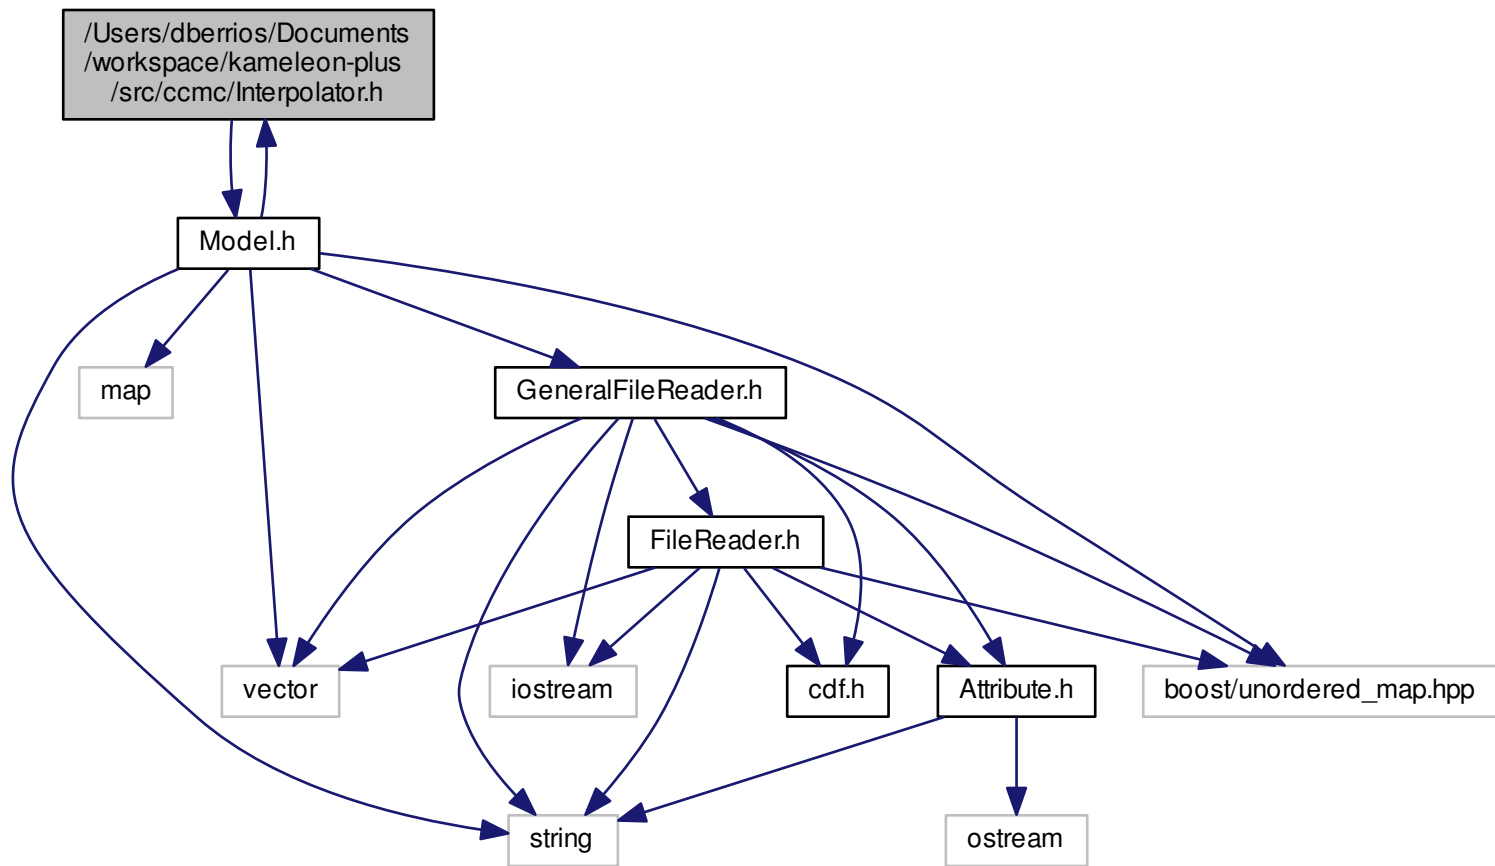 /Users/dberrios/Documents
/workspace/kameleon-plus
/src/ccmc/Interpolator.h
Model.h
map
GeneralFileReader.h
FileReader.h
vector
iostream
cdf.h
Attribute.h
boost/unordered_map.hpp
string
ostream